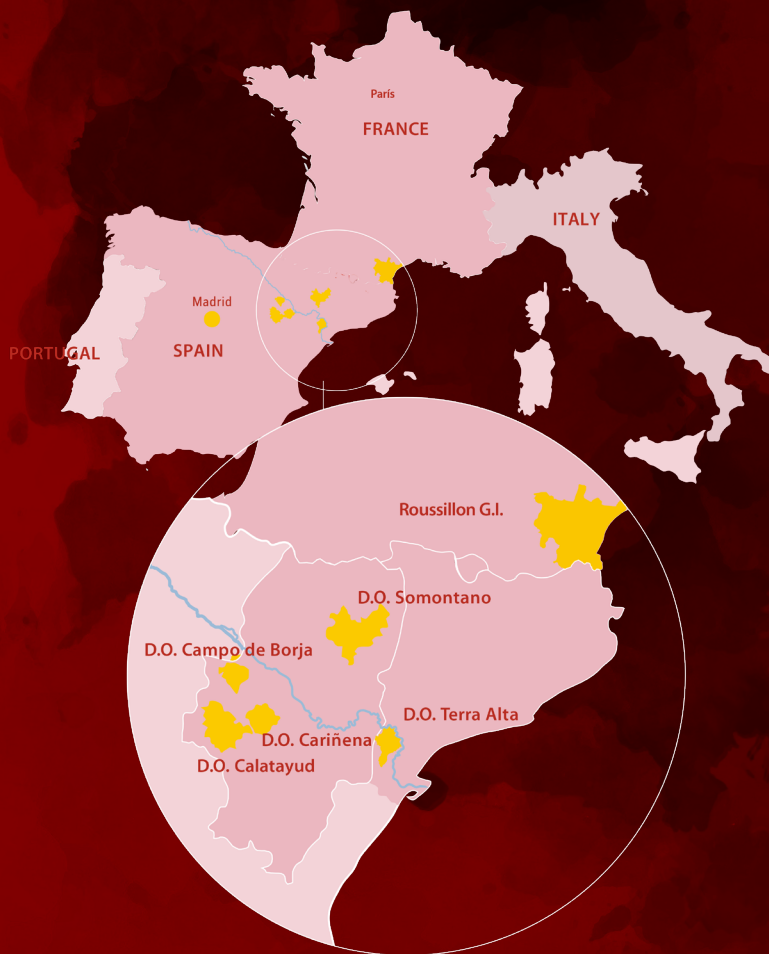 París
FRANCE
ITALY
Madrid
PORTUGAL
SPAIN
Roussillon G.I.
D.O. Somontano
D.O. Campo de Borja
D.O. Terra Alta
D.O. Cariñena
D.O. Calatayud